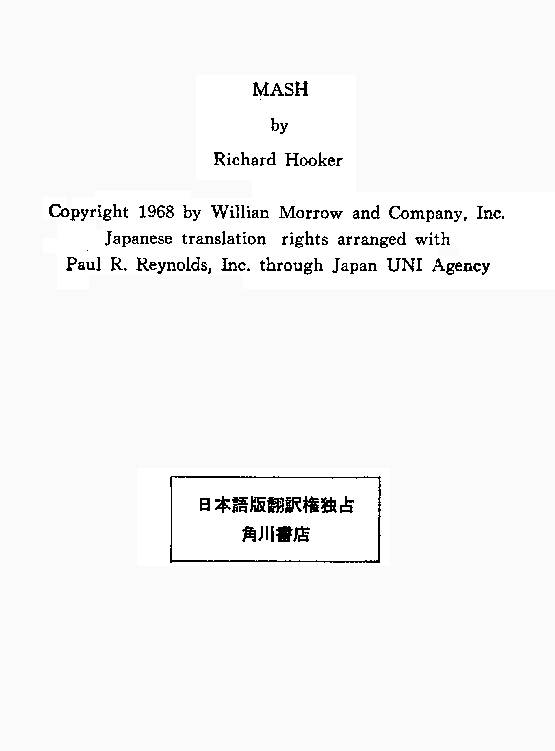 MASH
by
Richard Hooker
Copyright 1968 by Willian Morrow and Company, Inc.
Japanese translation rights arranged with
Paul R. Reynolds, Inc. through Japan UNI Agency
日本語版翻訳権独占
角川書店